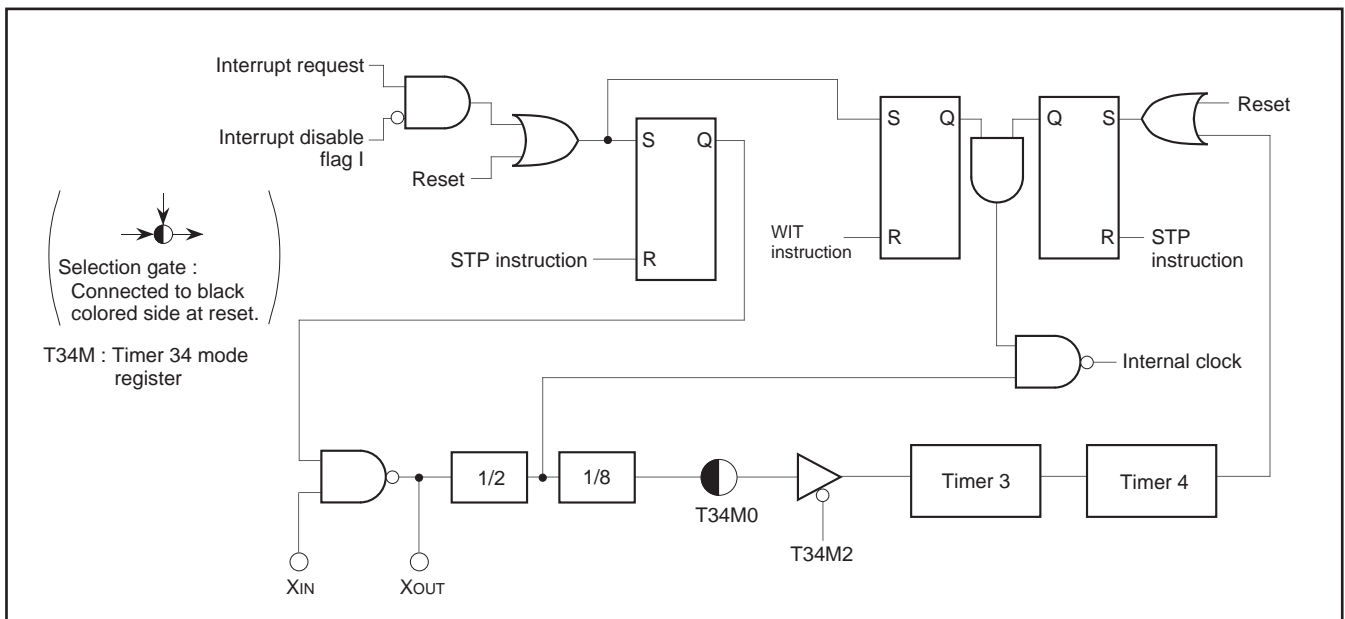 Interrupt request
Interrupt disable
flag I
Reset
S
Q
STP instruction
R
S
Q
WIT
instruction
R
Q
S
Reset
R
STP
instruction
Selection gate :
Connected to black
colored side at reset.
T34M : Timer 34 mode
register
Internal clock
1/2
1/8
T34M0
T34M2
Timer 3
Timer 4
XIN
XOUT